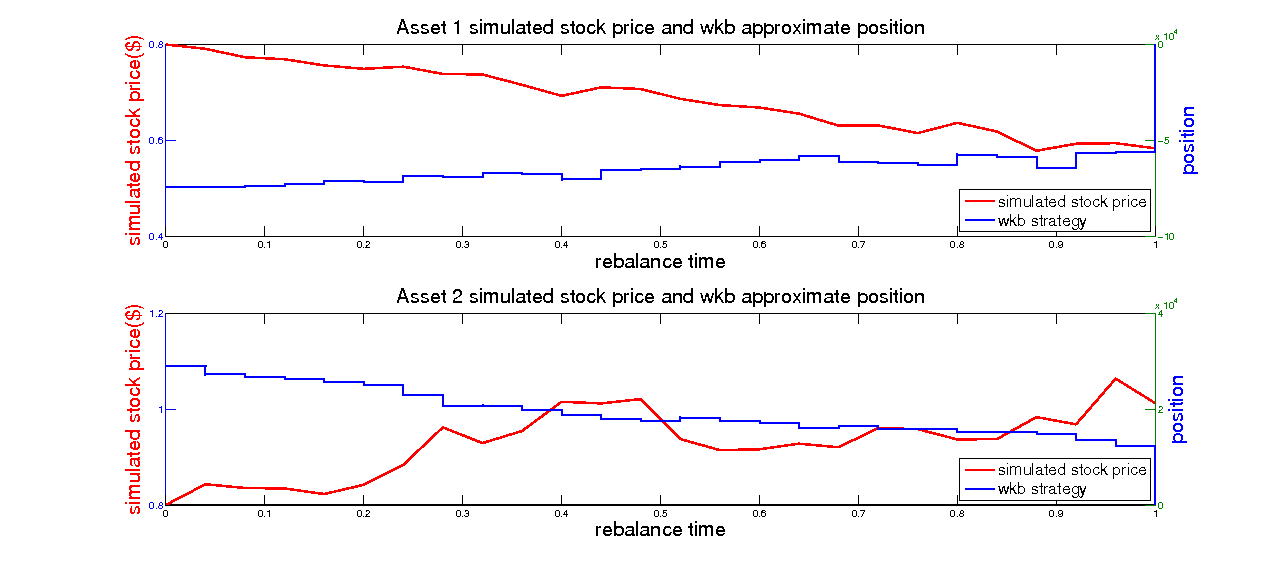 Asset 1 simulated stock price and wkb approximate position
x 10^4
0.8
0
simulated stock price($)
0.6
-5
position
0.4
-10
simulated stock price
wkb strategy
0 0.1 0.2 0.3 0.4 0.5 0.6 0.7 0.8 0.9 1
rebalance time
Asset 2 simulated stock price and wkb approximate position
x 10^4
1.2
4
simulated stock price($)
1
2
position
0.8
0
simulated stock price
wkb strategy
0 0.1 0.2 0.3 0.4 0.5 0.6 0.7 0.8 0.9 1
rebalance time